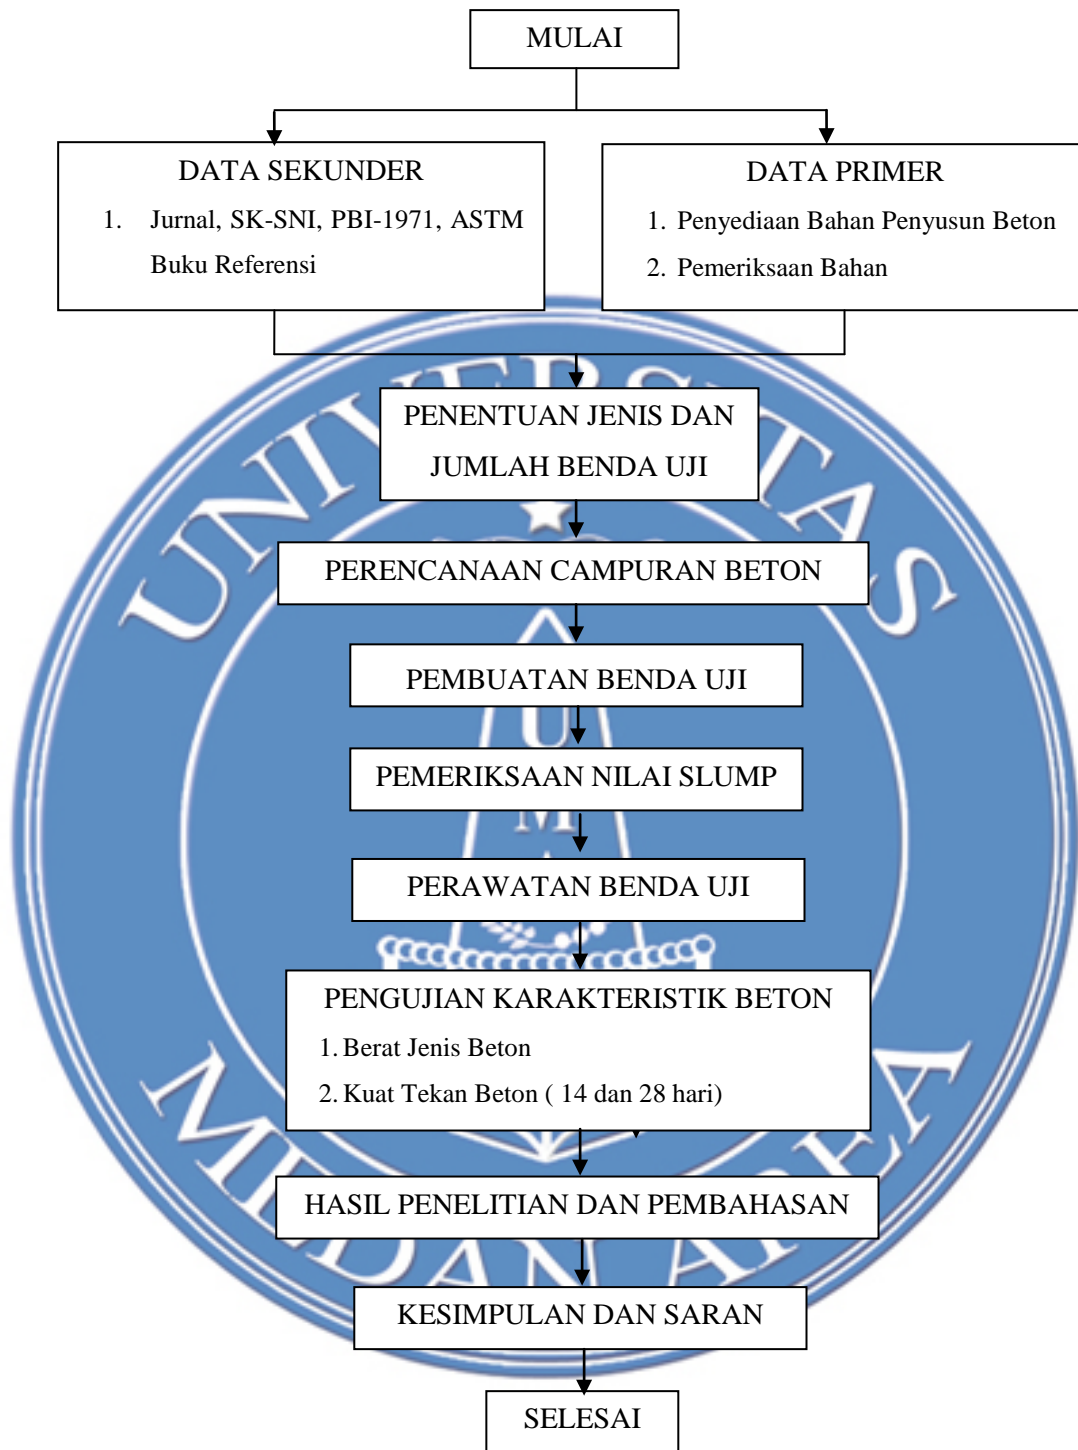 MULAI
DATA SEKUNDER
1. Jurnal, SK-SNI, PBI-1971, ASTM
Buku Referensi
DATA PRIMER
1. Penyediaan Bahan Penyusun Beton
2. Pemeriksaan Bahan
UNIVERSITAS
PENENTUAN JENIS DAN
JUMLAH BENDA UJI
PERENCANAAN CAMPURAN BETON
PEMBUATAN BENDA UJI
U
PEMERIKSAAN NILAI SLUMP
M
PERAWATAN BENDA UJI
PENGUJIAN KARAKTERISTIK BETON
1. Berat Jenis Beton
2. Kuat Tekan Beton ( 14 dan 28 hari)
MEDAN AREA
HASIL PENELITIAN DAN PEMBAHASAN
KESIMPULAN DAN SARAN
SELESAI